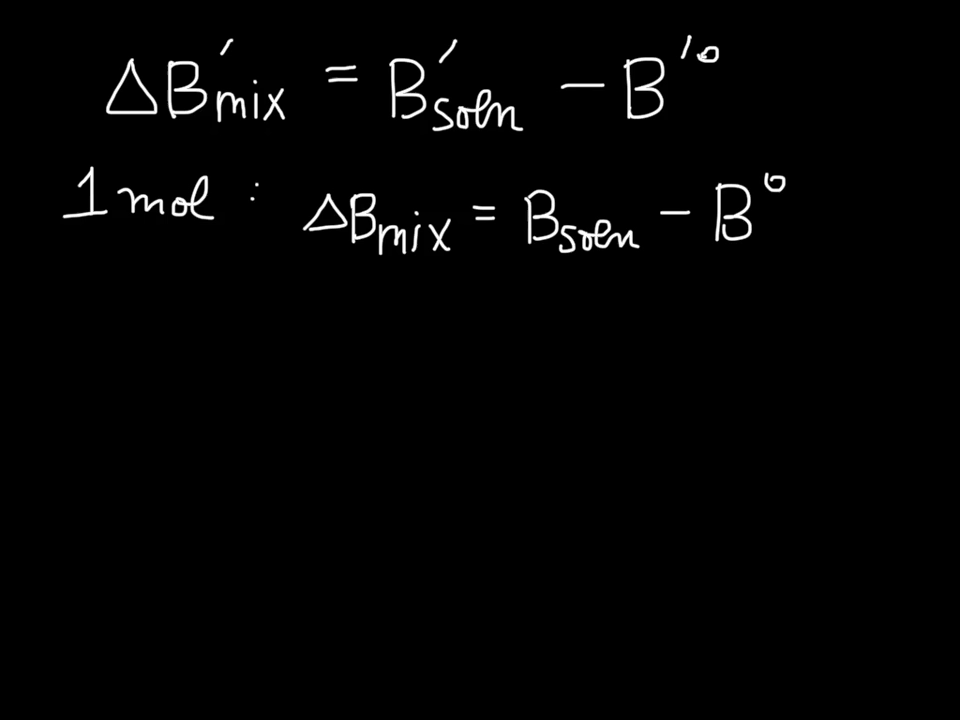 ΔB'mix = B'soln − B'°
1 mol : ΔBmix = Bsoln − B°